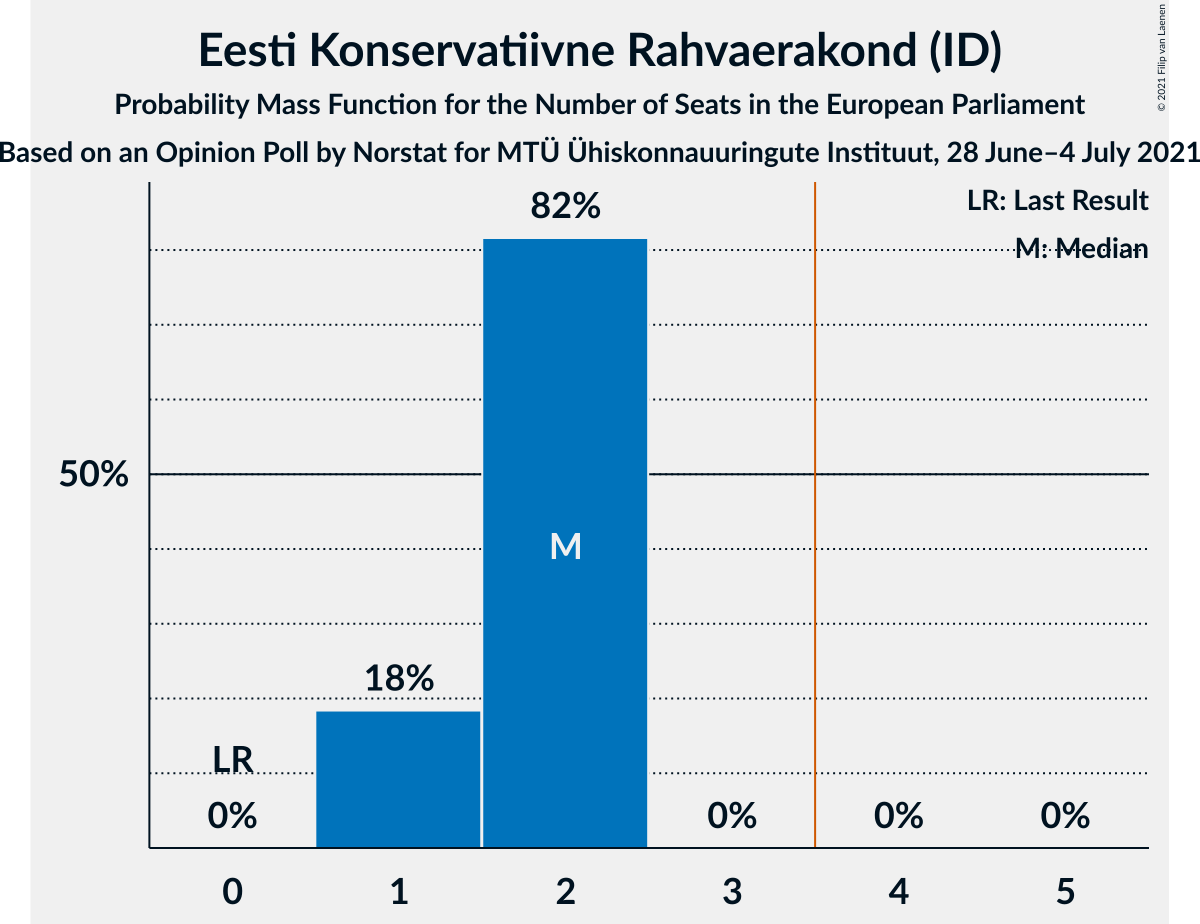 Eesti Konservatiivne Rahvaerakond (ID)
Probability Mass Function for the Number of Seats in the European Parliament
Based on an Opinion Poll by Norstat for MTÜ Ühiskonnauuringute Instituut, 28 June–4 July 2021
© 2021 Filip van Laenen
LR: Last Result
M: Median
82%
50%
M
18%
LR
0%
0%
0%
0%
0
1
2
3
4
5